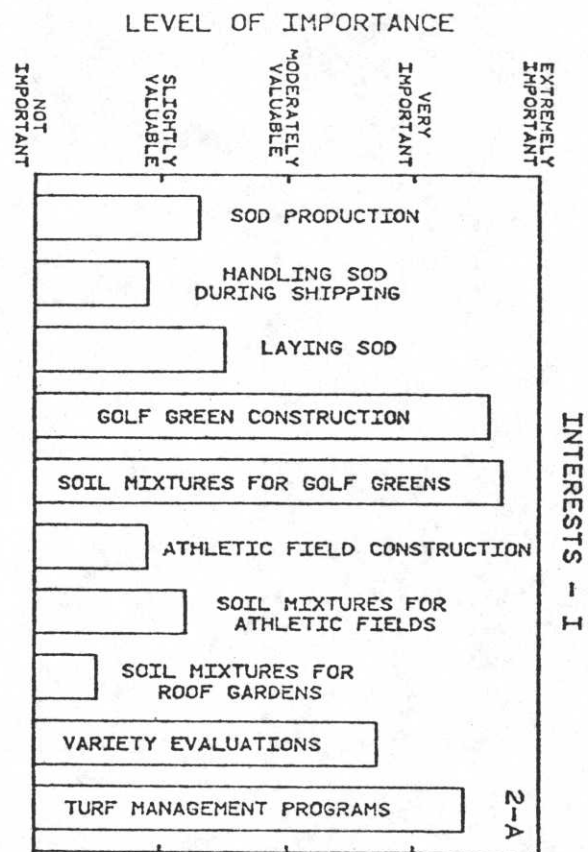 LEVEL OF IMPORTANCE
NOT
IMPORTANT
SLIGHTLY
VALUABLE
MODERATELY
VALUABLE
VERY
IMPORTANT
EXTREMELY
IMPORTANT
SOD PRODUCTION
HANDLING SOD
DURING SHIPPING
LAYING SOD
GOLF GREEN CONSTRUCTION
SOIL MIXTURES FOR GOLF GREENS
ATHLETIC FIELD CONSTRUCTION
SOIL MIXTURES FOR
ATHLETIC FIELDS
SOIL MIXTURES FOR
ROOF GARDENS
VARIETY EVALUATIONS
TURF MANAGEMENT PROGRAMS
INTERESTS - I
2-A